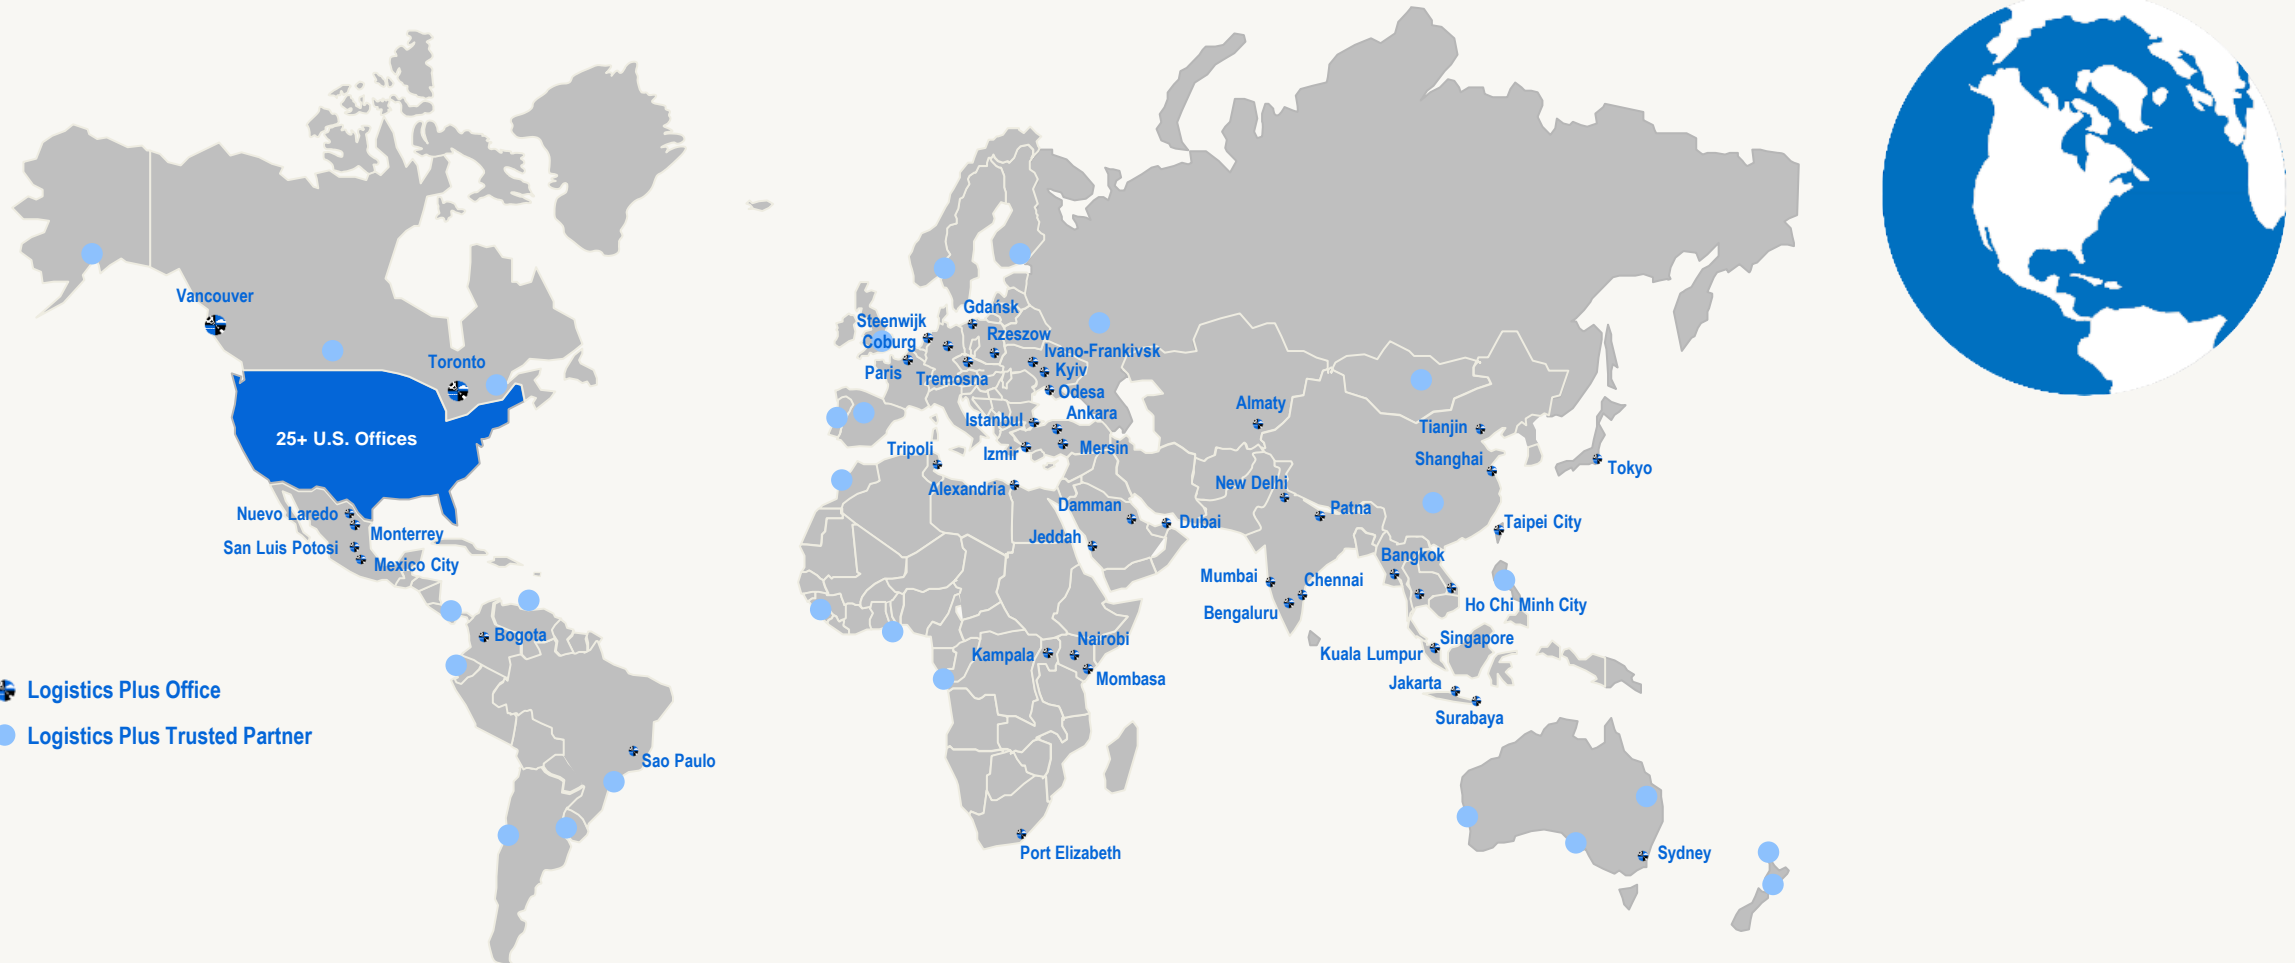 Vancouver
Toronto
25+ U.S. Offices
Nuevo Laredo
Monterrey
San Luis Potosi
Mexico City
Bogota
Sao Paulo
Logistics Plus Office
Logistics Plus Trusted Partner
Gdańsk
Steenwijk
Rzeszow
Coburg
Ivano-Frankivsk
Paris
Tremosna
Kyiv
Odesa
Istanbul
Ankara
Tripoli
Izmir
Mersin
Alexandria
Damman
Dubai
Jeddah
Kampala
Nairobi
Mombasa
Port Elizabeth
Almaty
Tianjin
Shanghai
Tokyo
New Delhi
Patna
Taipei City
Bangkok
Mumbai
Chennai
Bengaluru
Ho Chi Minh City
Singapore
Kuala Lumpur
Jakarta
Surabaya
Sydney